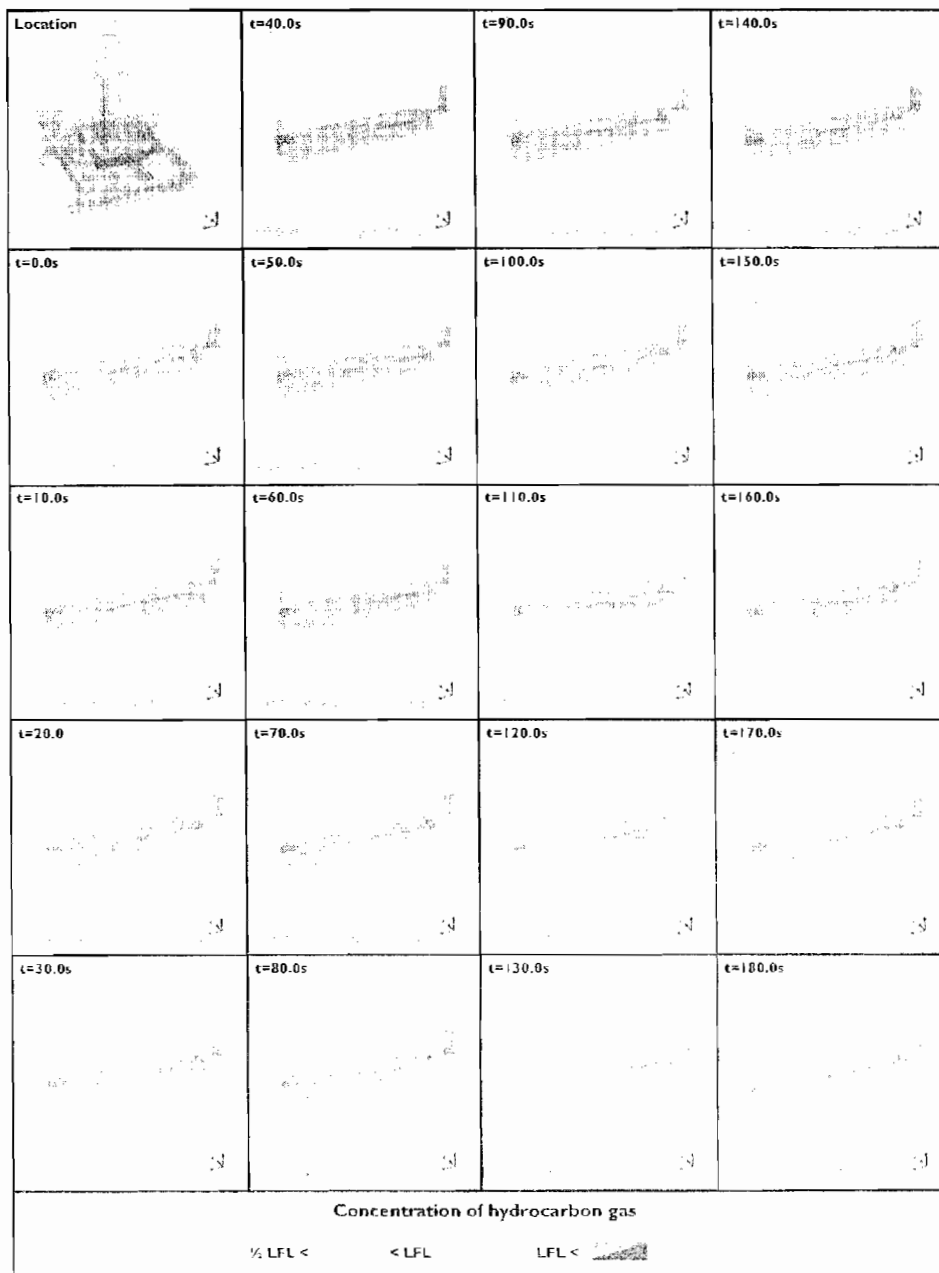 Location
t=40.0s
t=90.0s
t=140.0s
t=0.0s
t=50.0s
t=100.0s
t=150.0s
t=10.0s
t=60.0s
t=110.0s
t=160.0s
t=20.0
t=70.0s
t=120.0s
t=170.0s
t=30.0s
t=80.0s
t=130.0s
t=180.0s
Concentration of hydrocarbon gas
½ LFL < < LFL LFL <